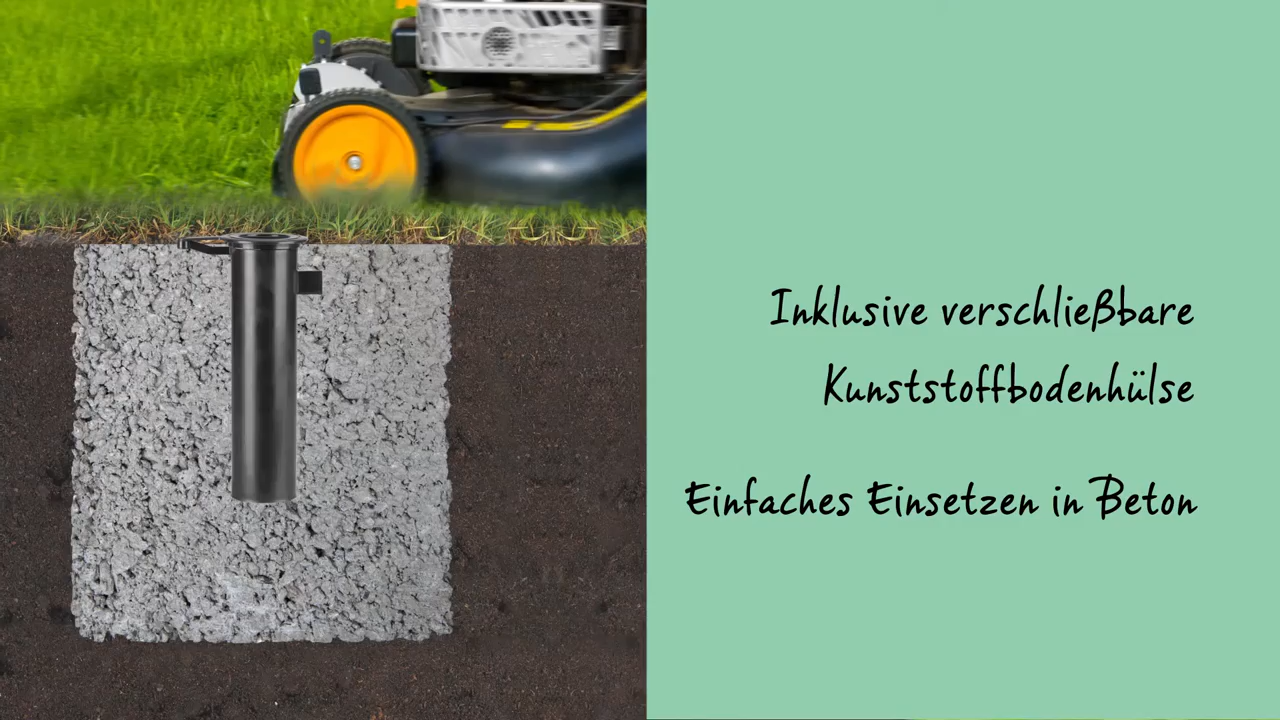 Inklusive verschließbare
Kunststoffbodenhülse
Einfaches Einsetzen in Beton